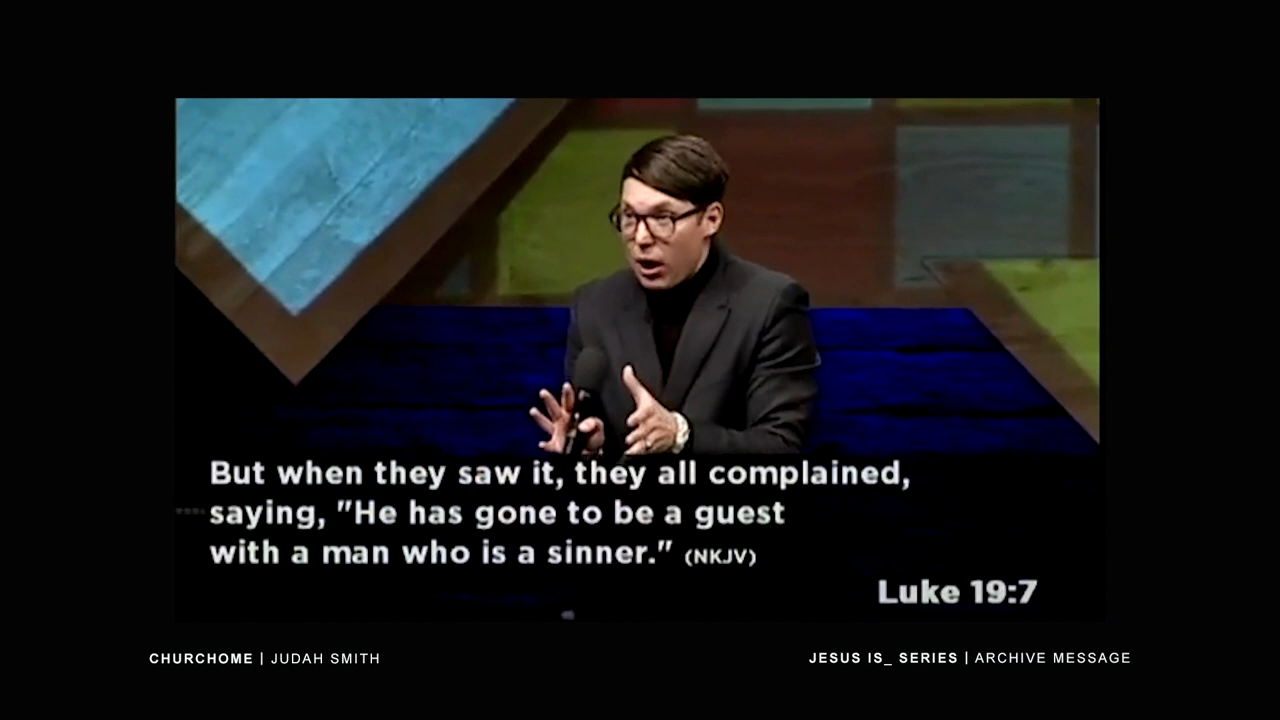 But when they saw it, they all complained,
saying, "He has gone to be a guest
with a man who is a sinner." (NKJV)
Luke 19:7
CHURCHOME | JUDAH SMITH
JESUS IS_ SERIES | ARCHIVE MESSAGE